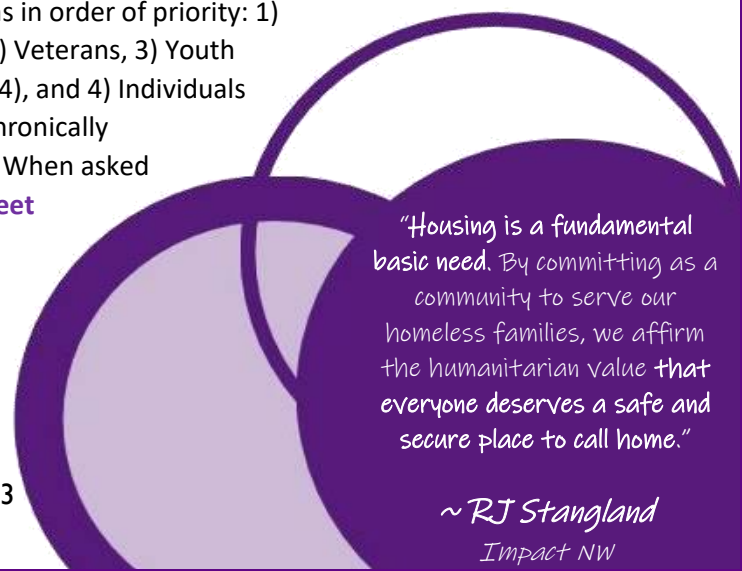 ns in order of priority: 1)
) Veterans, 3) Youth
4), and 4) Individuals
hronically
When asked
eet
3
“Housing is a fundamental
basic need. By committing as a
community to serve our
homeless families, we affirm
the humanitarian value that
everyone deserves a safe and
secure place to call home.”
~ RJ Stangland
Impact NW